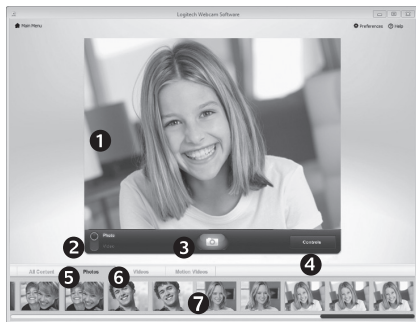 Logitech Webcam Software
Main Menu
Preferences
Help
1
Photo
Video
2
3
Controls
4
All Content
Photos
Videos
Motion Videos
5
6
7